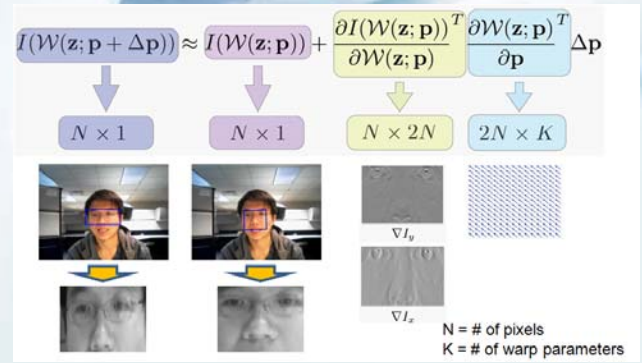 I(𝒲(z; p + Δp)) ≈ I(𝒲(z; p)) + ∂I(𝒲(z; p))ᵀ/∂𝒲(z; p) ∂𝒲(z; p)ᵀ/∂p Δp
N × 1 N × 1 N × 2N 2N × K
∇I_y
∇I_x
N = # of pixels
K = # of warp parameters